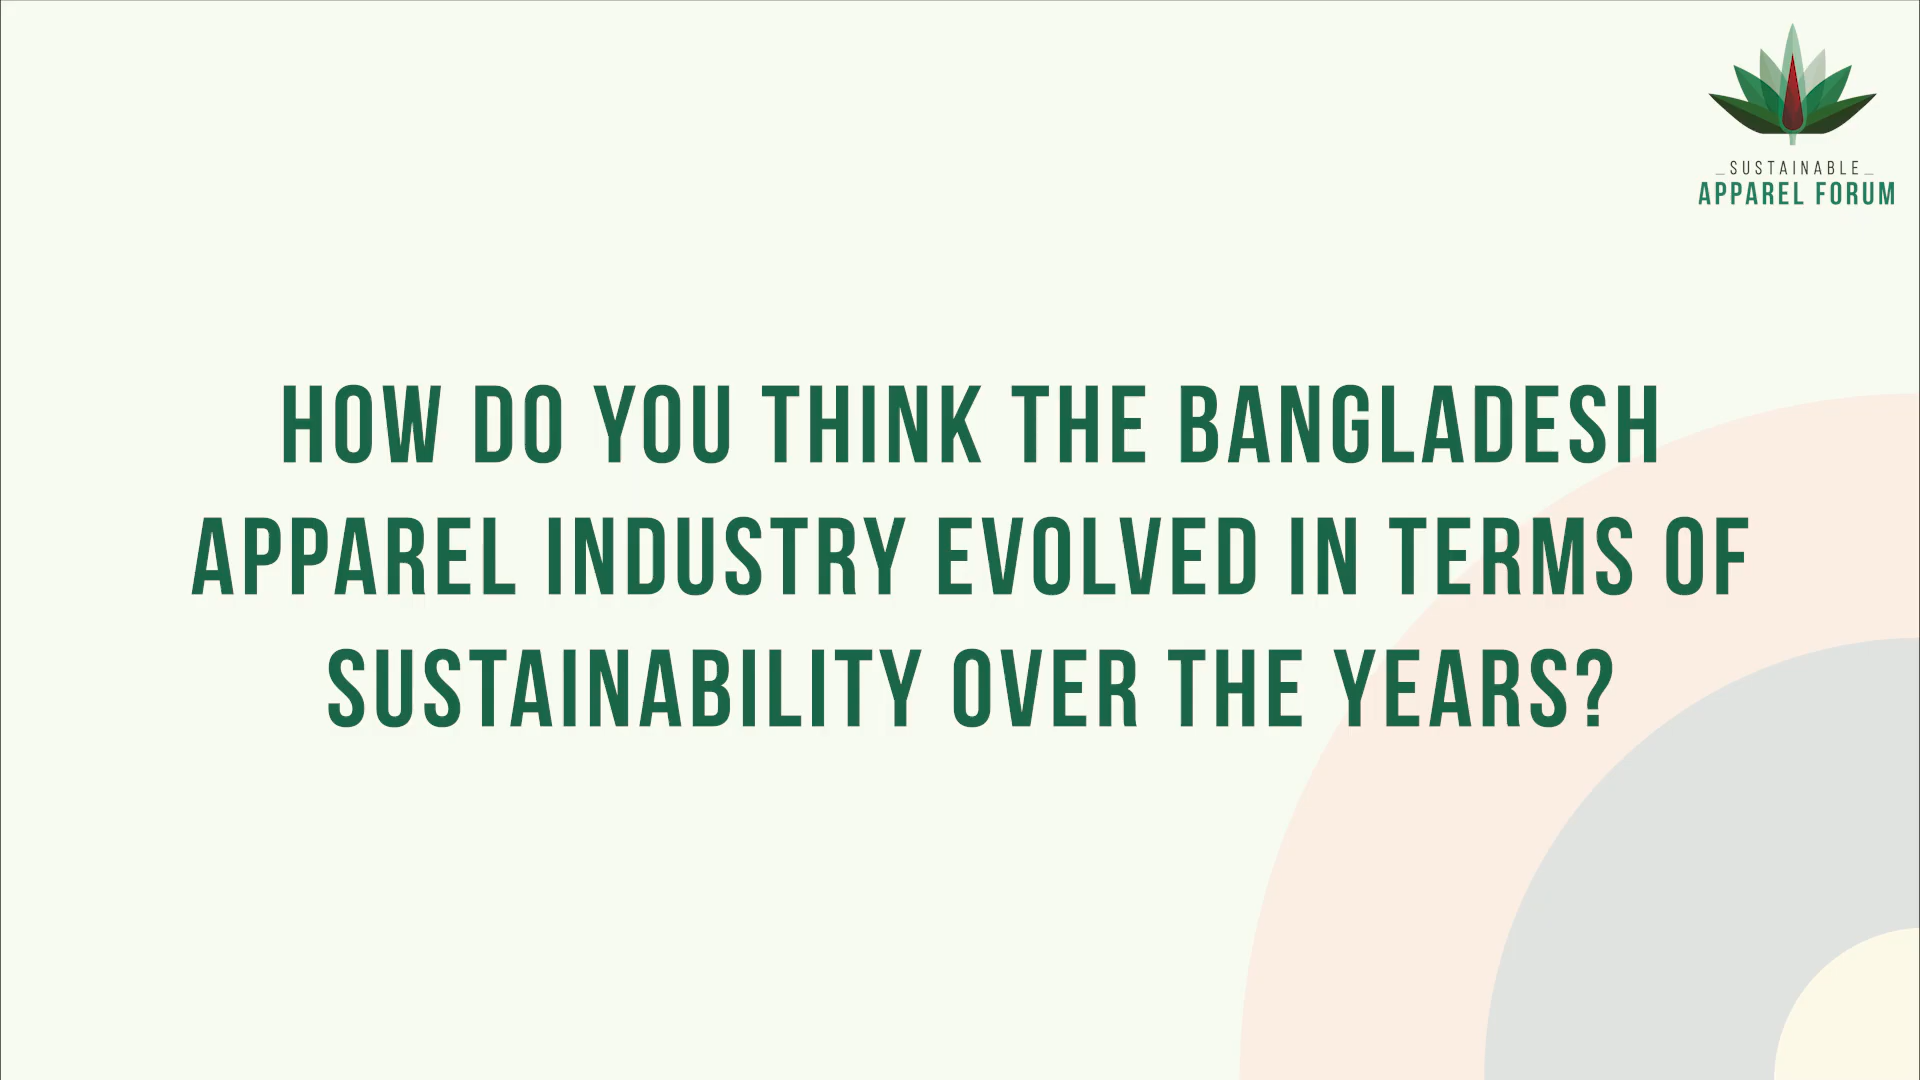 SUSTAINABLE
APPAREL FORUM
HOW DO YOU THINK THE BANGLADESH
APPAREL INDUSTRY EVOLVED IN TERMS OF
SUSTAINABILITY OVER THE YEARS?